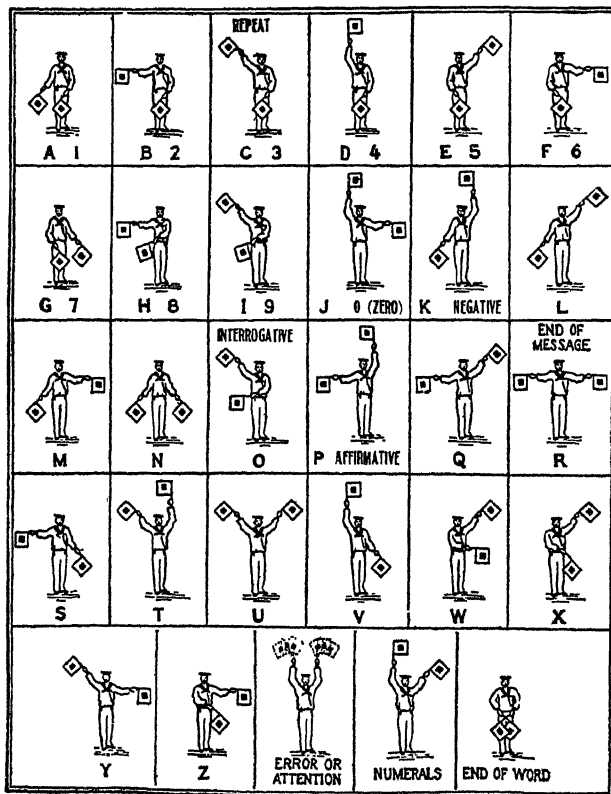 REPEAT
A 1 B 2 C 3 D 4 E 5 F 6
G 7 H 8 I 9 J 0 (ZERO) K NEGATIVE L
INTERROGATIVE END OF
MESSAGE
M N O P AFFIRMATIVE Q R
S T U V W X
Y Z ERROR OR
ATTENTION NUMERALS END OF WORD